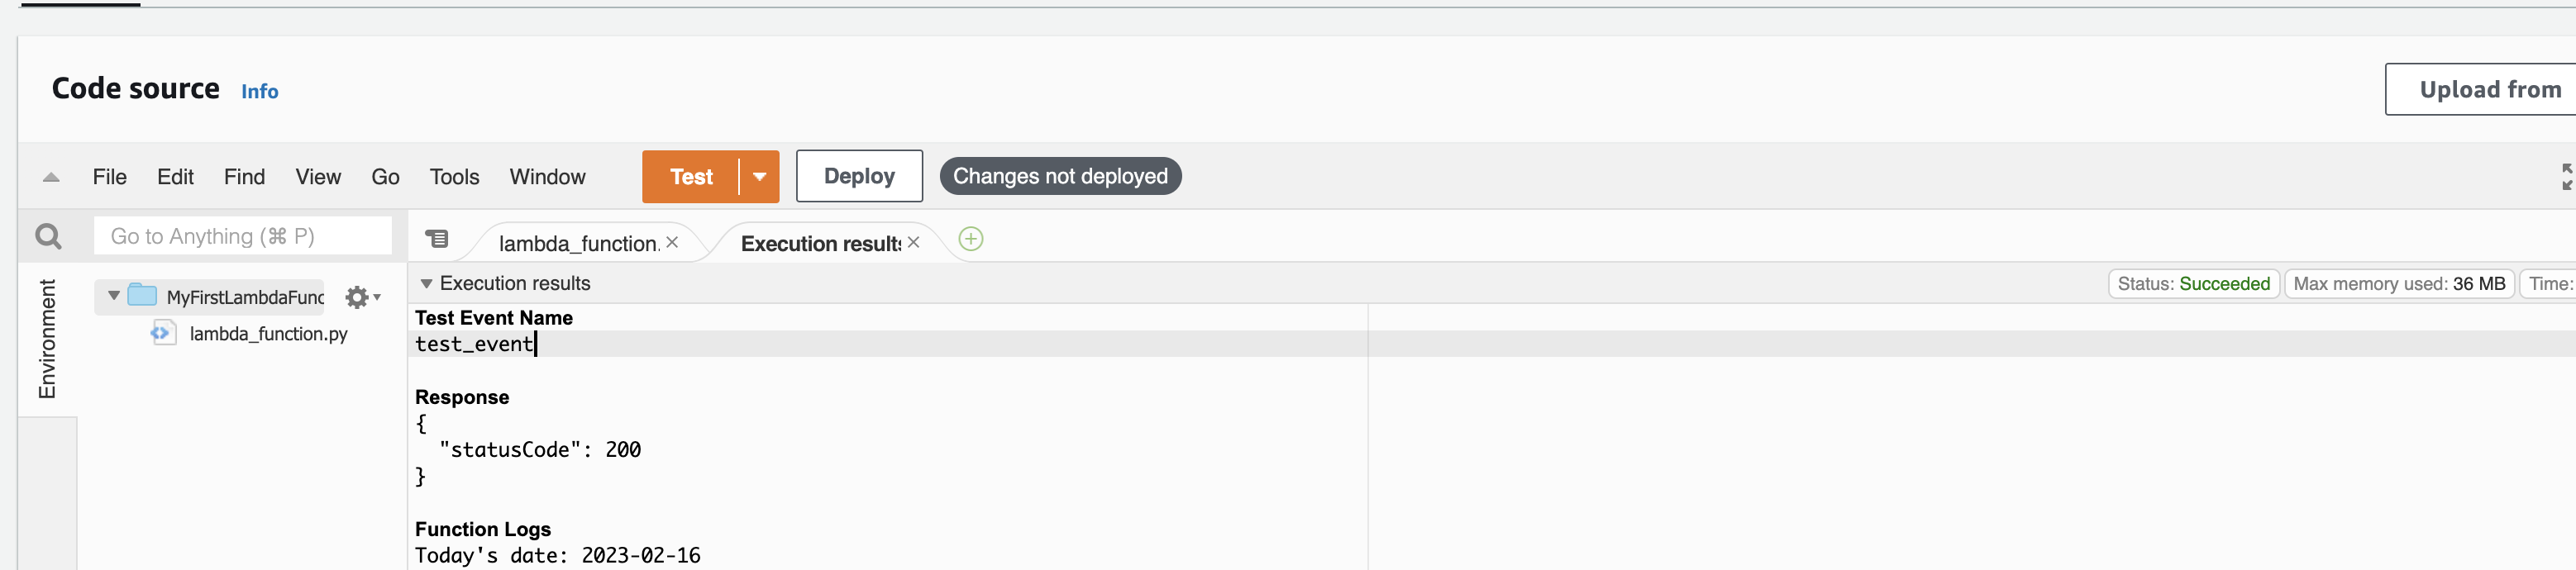 Code source Info
Upload from
File Edit Find View Go Tools Window Test Deploy Changes not deployed
Go to Anything (⌘ P)
lambda_function. Execution results
Environment
MyFirstLambdaFunc
lambda_function.py
Execution results
Status: Succeeded Max memory used: 36 MB Time:
Test Event Name
test_event
Response
{
"statusCode": 200
}
Function Logs
Today's date: 2023-02-16